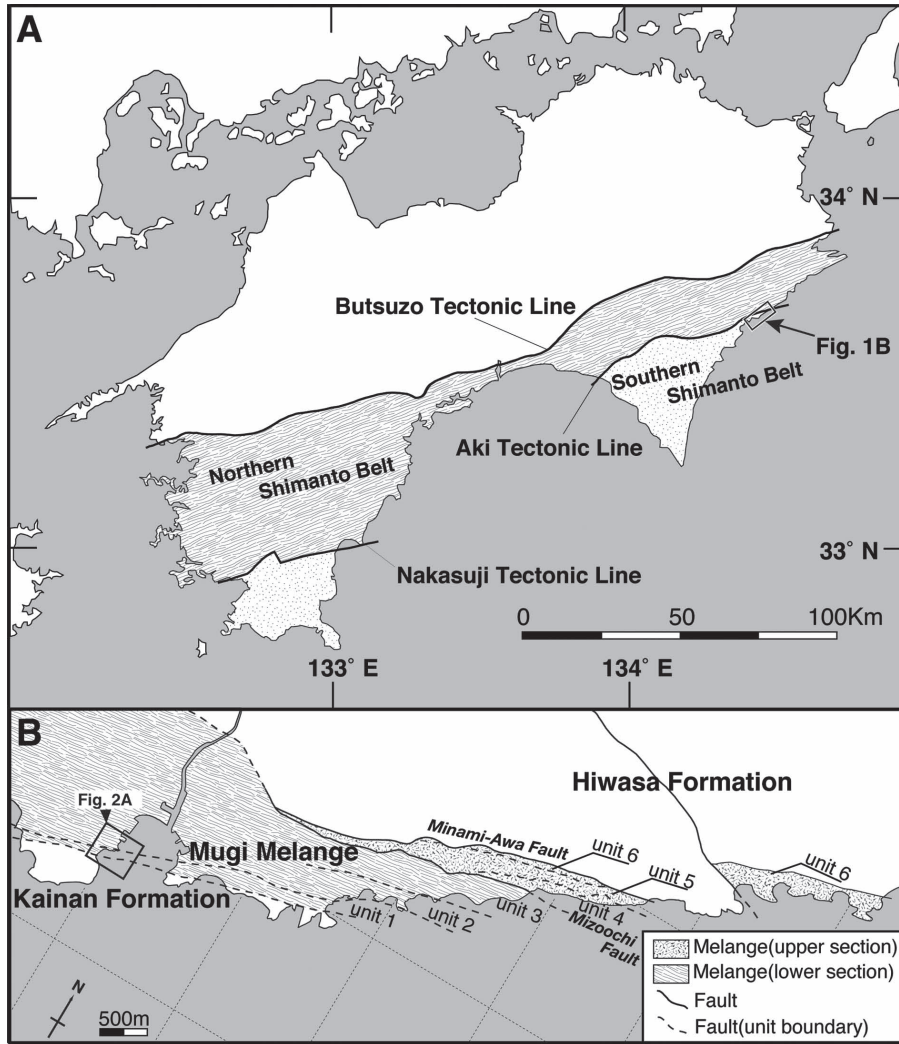 A
34° N
Butsuzo Tectonic Line
Fig. 1B
Southern
Shimanto Belt
Aki Tectonic Line
Northern
Shimanto Belt
33° N
Nakasuji Tectonic Line
0 50 100Km
133° E 134° E
B
Hiwasa Formation
Fig. 2A
Minami-Awa Fault
unit 6
unit 6
Mugi Melange
unit 5
Kainan Formation
unit 1
unit 2
unit 3
unit 4
Mizoochi
Fault
N
500m
Melange(upper section)
Melange(lower section)
Fault
Fault(unit boundary)